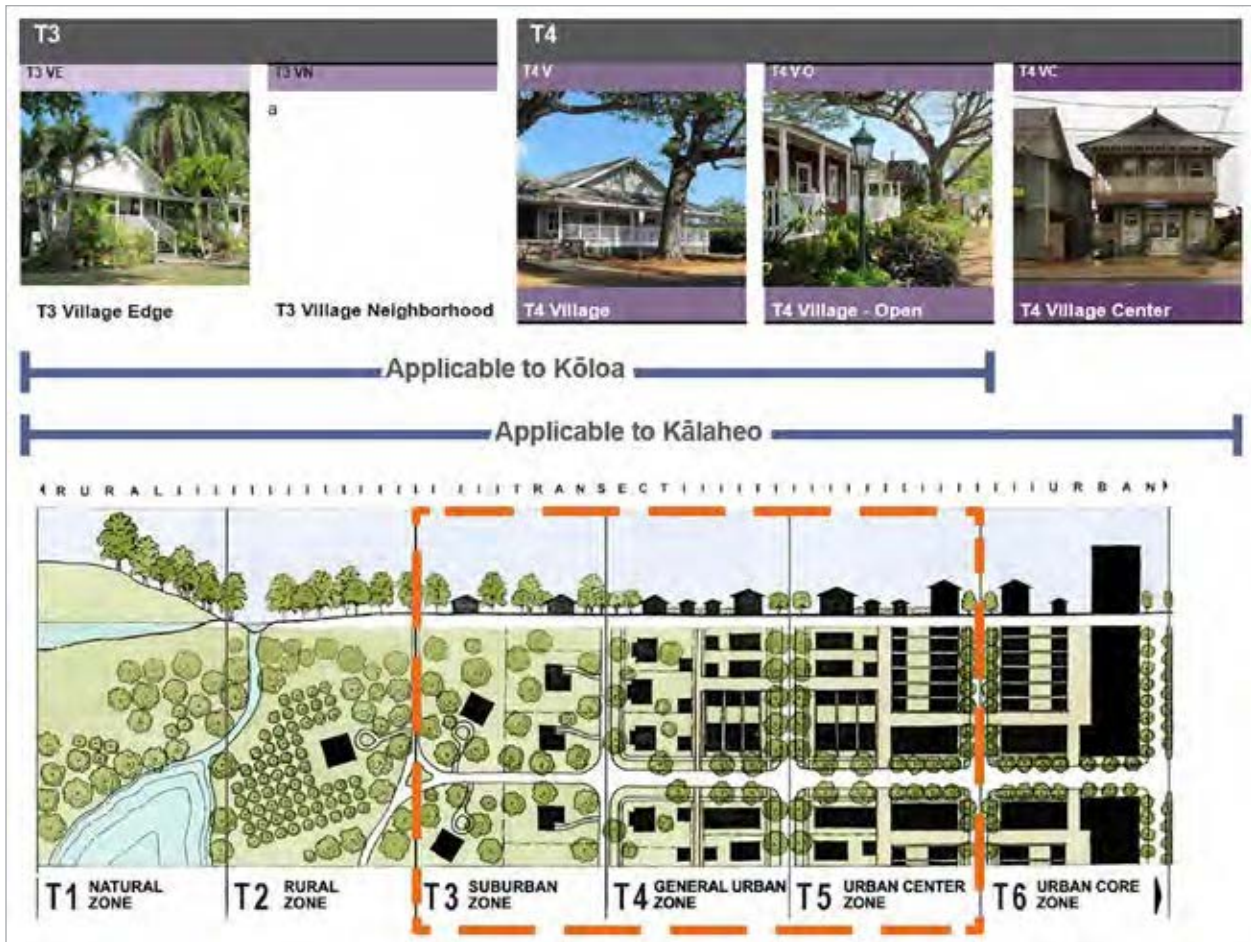 T3
T4
T3 VE
T3 VN
T4 V
T4 V-O
T4 VC
a
T3 Village Edge
T3 Village Neighborhood
T4 Village
T4 Village - Open
T4 Village Center
Applicable to Kōloa
Applicable to Kālaheo
RURAL TRANSECT URBAN
T1 NATURAL ZONE
T2 RURAL ZONE
T3 SUBURBAN ZONE
T4 GENERAL URBAN ZONE
T5 URBAN CENTER ZONE
T6 URBAN CORE ZONE